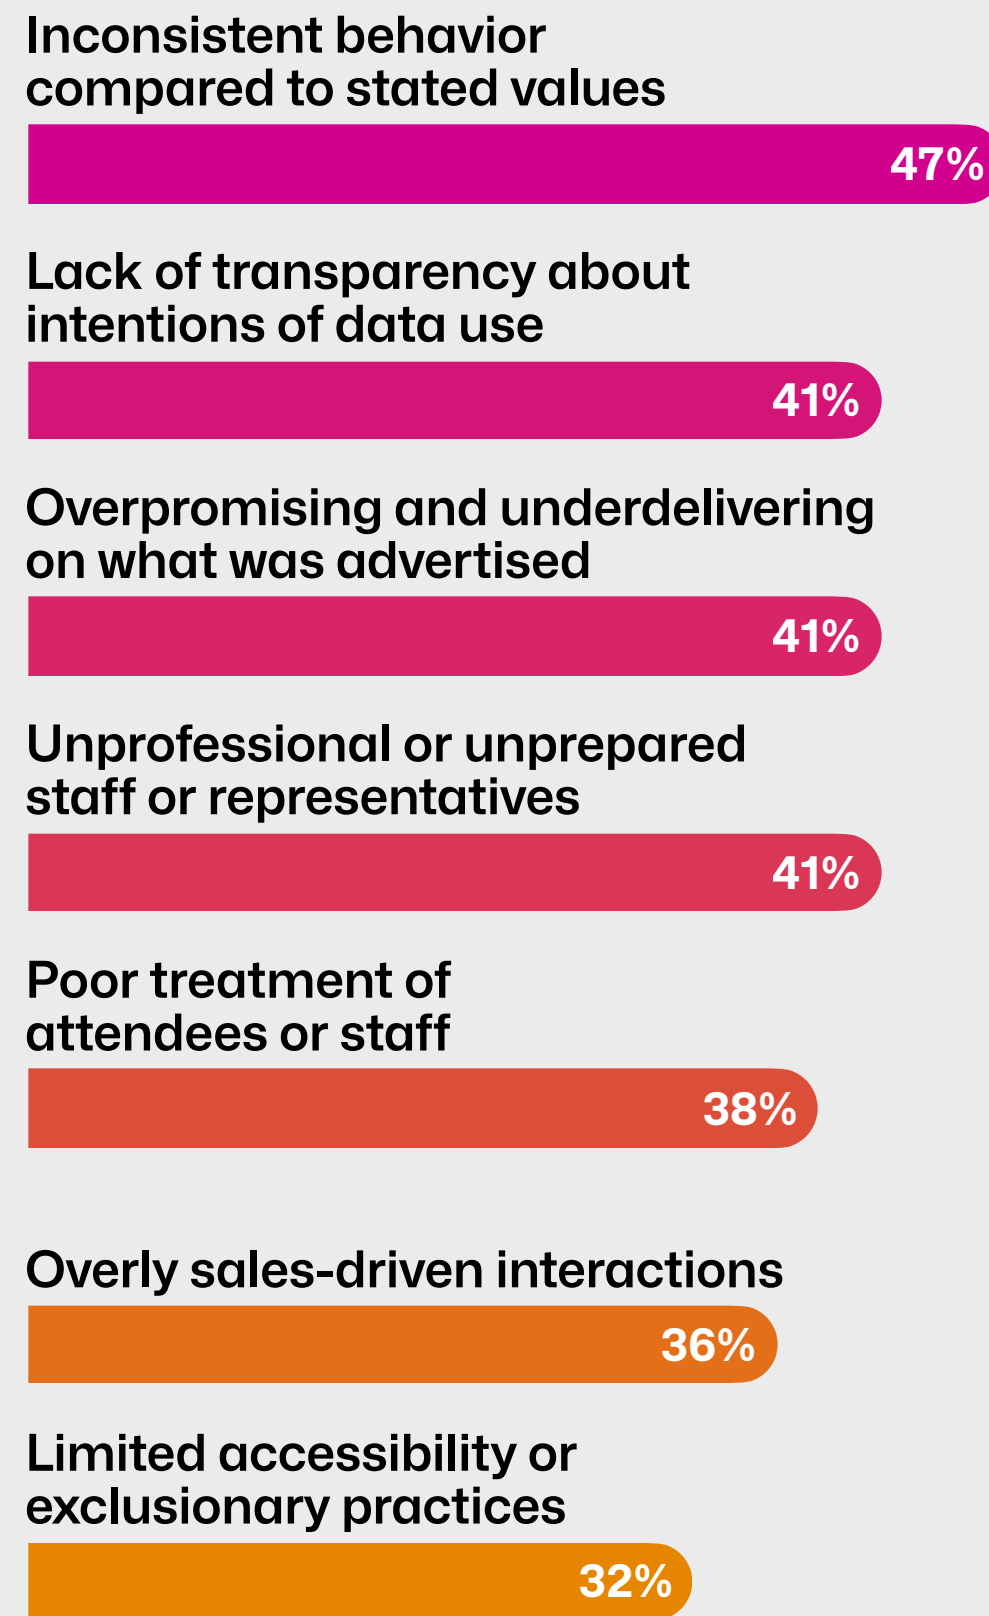 Inconsistent behavior
compared to stated values
47%
Lack of transparency about
intentions of data use
41%
Overpromising and underdelivering
on what was advertised
41%
Unprofessional or unprepared
staff or representatives
41%
Poor treatment of
attendees or staff
38%
Overly sales-driven interactions
36%
Limited accessibility or
exclusionary practices
32%